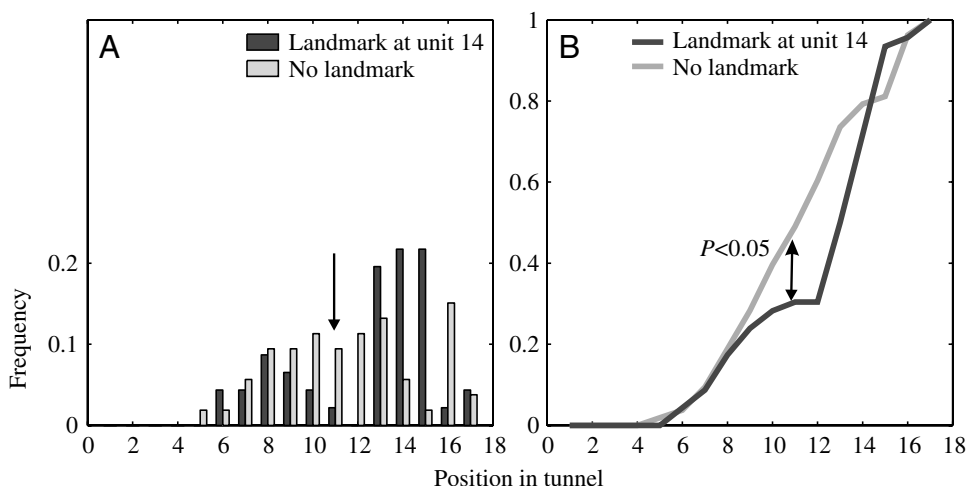 A
Landmark at unit 14
No landmark
Frequency
0.2
0.1
0
0 2 4 6 8 10 12 14 16 18
B
Landmark at unit 14
No landmark
1
0.8
0.6
0.4
0.2
0
P<0.05
0 2 4 6 8 10 12 14 16 18
Position in tunnel